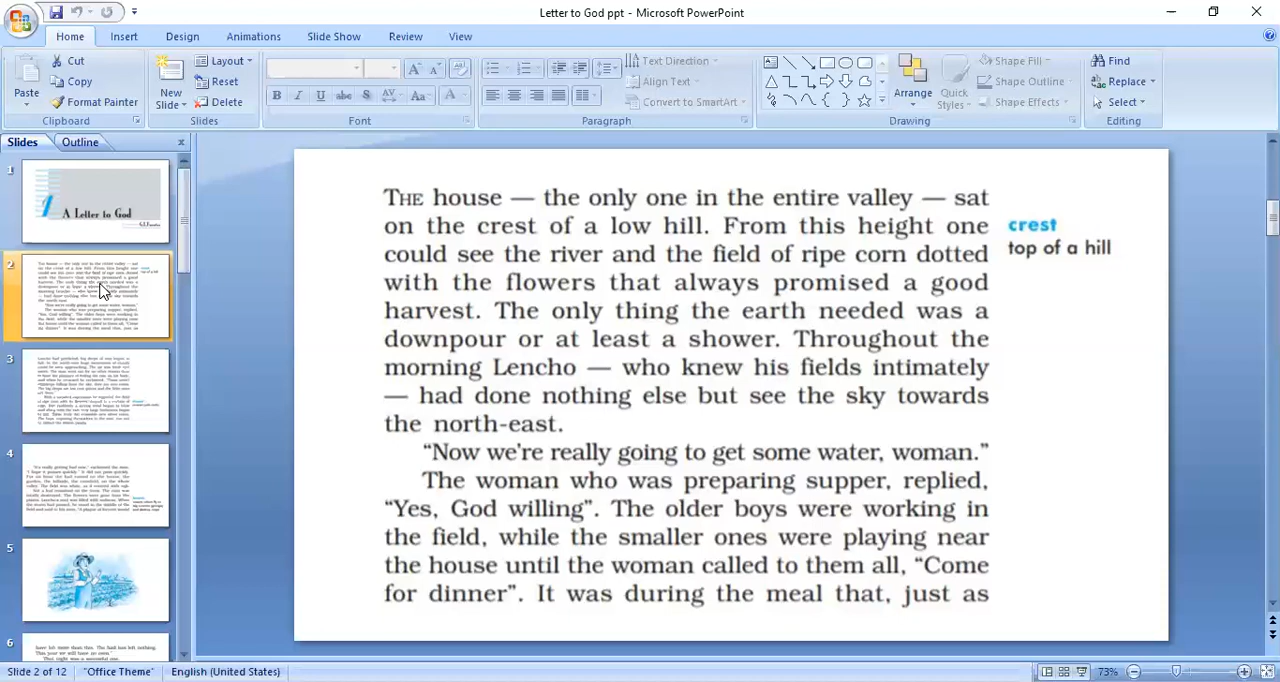 Letter to God ppt - Microsoft PowerPoint
Home Insert Design Animations Slide Show Review View
Cut
Copy
Format Painter
Paste
Clipboard
New
Slide
Layout
Reset
Delete
Slides
B I U abc S AV Aa A
Font
Text Direction
Align Text
Convert to SmartArt
Paragraph
Arrange
Quick
Styles
Shape Fill
Shape Outline
Shape Effects
Drawing
Find
Replace
Select
Editing
Slides Outline
1
A Letter to God
2
3
4
5
6
THE house — the only one in the entire valley — sat
on the crest of a low hill. From this height one
could see the river and the field of ripe corn dotted
with the flowers that always promised a good
harvest. The only thing the earth needed was a
downpour or at least a shower. Throughout the
morning Lencho — who knew his fields intimately
— had done nothing else but see the sky towards
the north-east.
“Now we’re really going to get some water, woman.”
The woman who was preparing supper, replied,
“Yes, God willing”. The older boys were working in
the field, while the smaller ones were playing near
the house until the woman called to them all, “Come
for dinner”. It was during the meal that, just as
crest
top of a hill
Slide 2 of 12 "Office Theme" English (United States) 73%